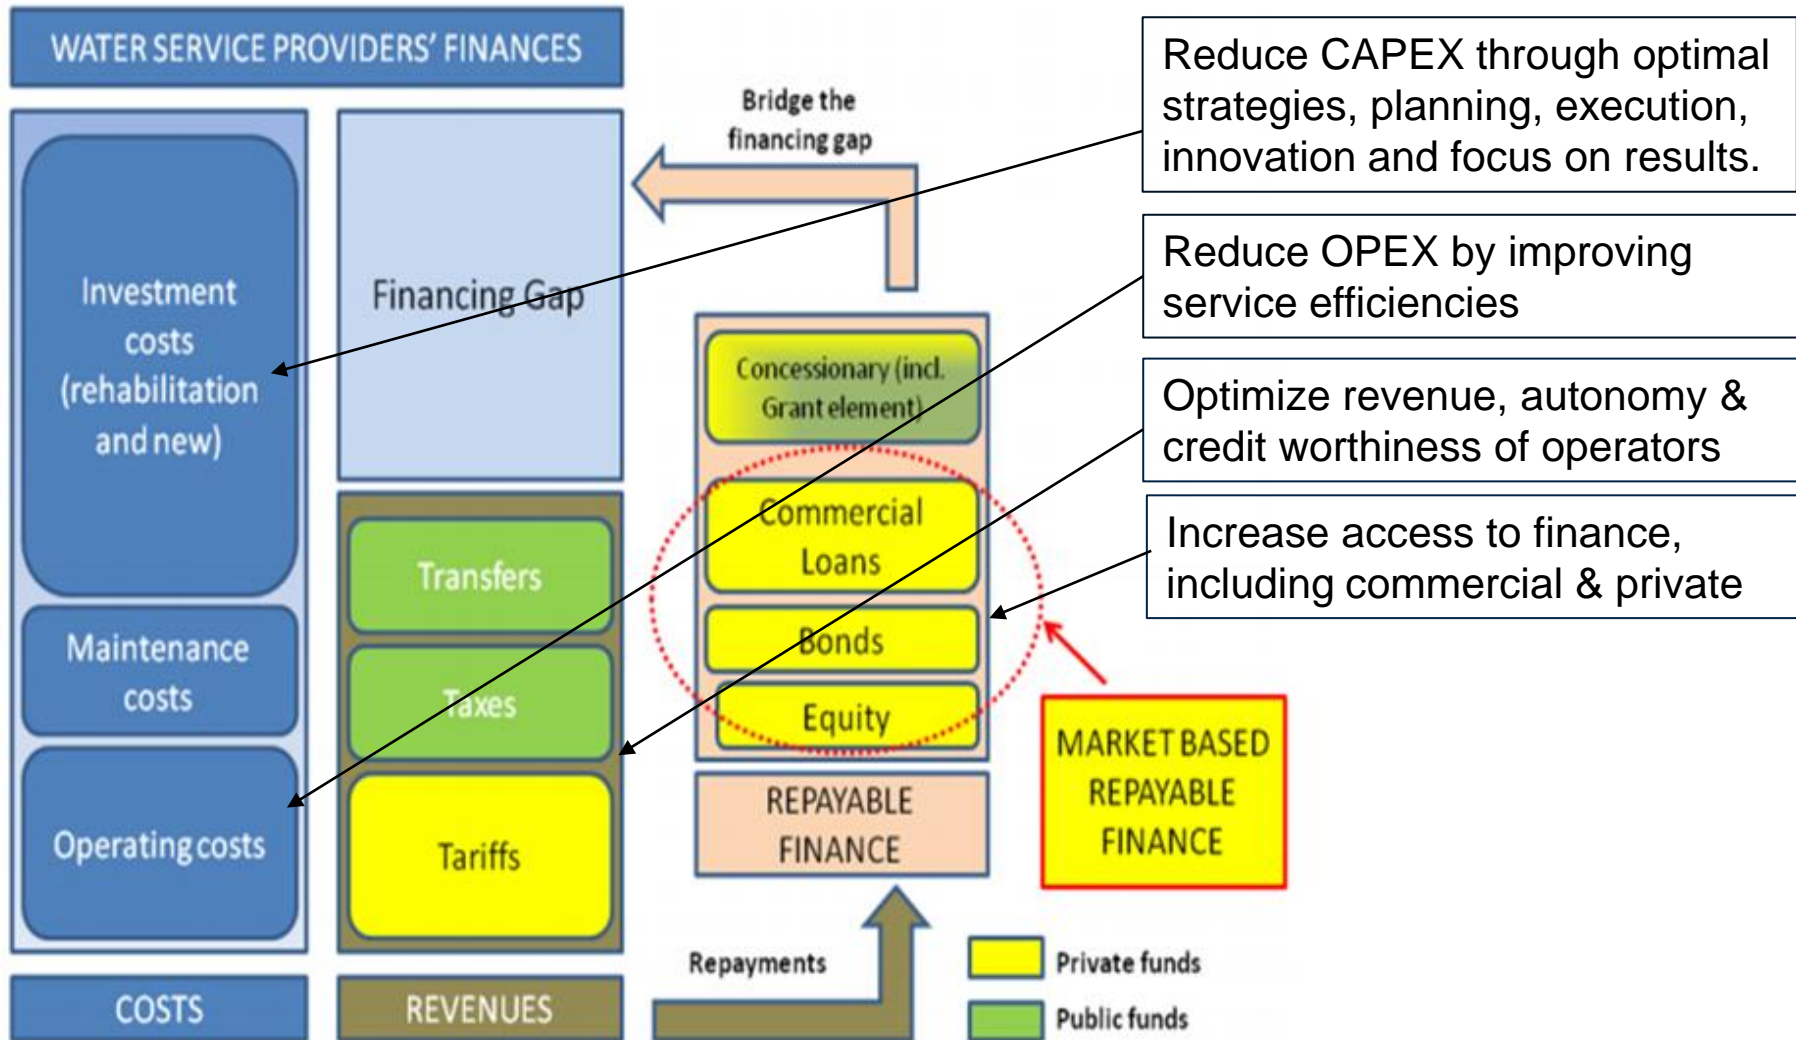 WATER SERVICE PROVIDERS' FINANCES
Investment
costs
(rehabilitation
and new)
Maintenance
costs
Operating costs
COSTS
Financing Gap
Transfers
Taxes
Tariffs
REVENUES
Bridge the
financing gap
Concessionary (incl.
Grant element)
Commercial
Loans
Bonds
Equity
REPAYABLE
FINANCE
Repayments
MARKET BASED
REPAYABLE
FINANCE
Private funds
Public funds
Reduce CAPEX through optimal
strategies, planning, execution,
innovation and focus on results.
Reduce OPEX by improving
service efficiencies
Optimize revenue, autonomy &
credit worthiness of operators
Increase access to finance,
including commercial & private